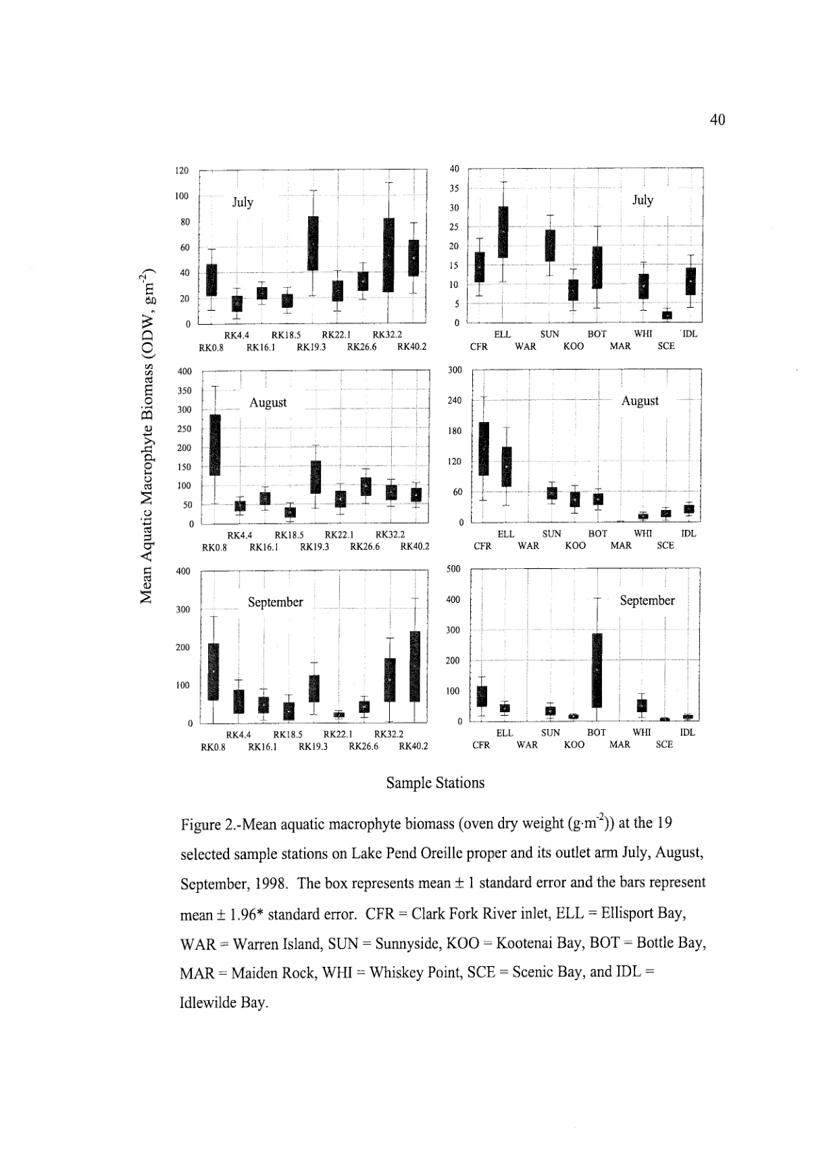 40
Mean Aquatic Macrophyte Biomass (ODW, gm⁻²)
120
100
80
60
40
20
0
July
RK4.4 RK18.5 RK22.1 RK32.2
RK0.8 RK16.1 RK19.3 RK26.6 RK40.2
40
35
30
25
20
15
10
5
0
July
ELL SUN BOT WHI IDL
CFR WAR KOO MAR SCE
400
350
300
250
200
150
100
50
0
August
RK4.4 RK18.5 RK22.1 RK32.2
RK0.8 RK16.1 RK19.3 RK26.6 RK40.2
300
240
180
120
60
0
August
ELL SUN BOT WHI IDL
CFR WAR KOO MAR SCE
400
300
200
100
0
September
RK4.4 RK18.5 RK22.1 RK32.2
RK0.8 RK16.1 RK19.3 RK26.6 RK40.2
500
400
300
200
100
0
September
ELL SUN BOT WHI IDL
CFR WAR KOO MAR SCE
Sample Stations
Figure 2.-Mean aquatic macrophyte biomass (oven dry weight (g·m⁻²)) at the 19
selected sample stations on Lake Pend Oreille proper and its outlet arm July, August,
September, 1998. The box represents mean ± 1 standard error and the bars represent
mean ± 1.96* standard error. CFR = Clark Fork River inlet, ELL = Ellisport Bay,
WAR = Warren Island, SUN = Sunnyside, KOO = Kootenai Bay, BOT = Bottle Bay,
MAR = Maiden Rock, WHI = Whiskey Point, SCE = Scenic Bay, and IDL =
Idlewilde Bay.